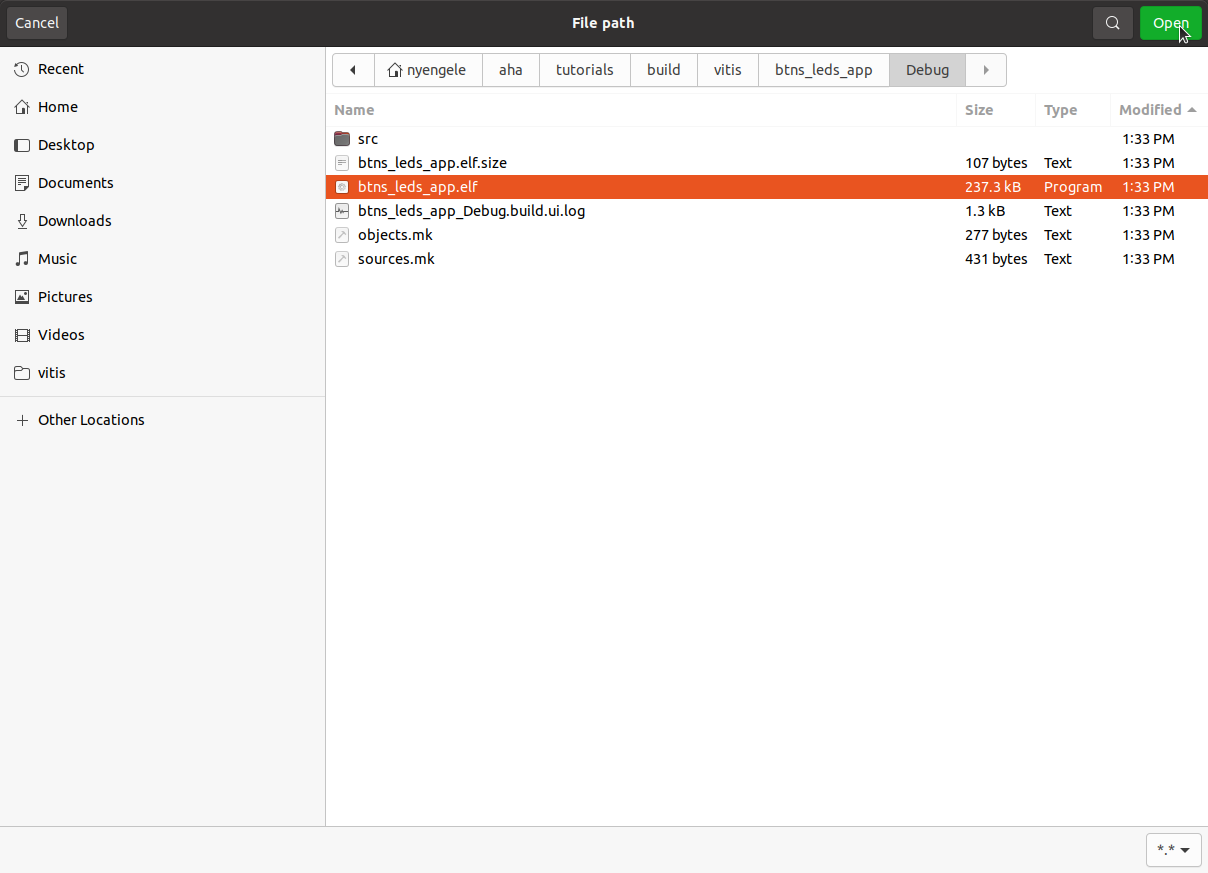 Cancel File path Open
Recent
Home
Desktop
Documents
Downloads
Music
Pictures
Videos
vitis
Other Locations
nyengele aha tutorials build vitis btns_leds_app Debug
Name Size Type Modified
src 1:33 PM
btns_leds_app.elf.size 107 bytes Text 1:33 PM
btns_leds_app.elf 237.3 kB Program 1:33 PM
btns_leds_app_Debug.build.ui.log 1.3 kB Text 1:33 PM
objects.mk 277 bytes Text 1:33 PM
sources.mk 431 bytes Text 1:33 PM
*.*